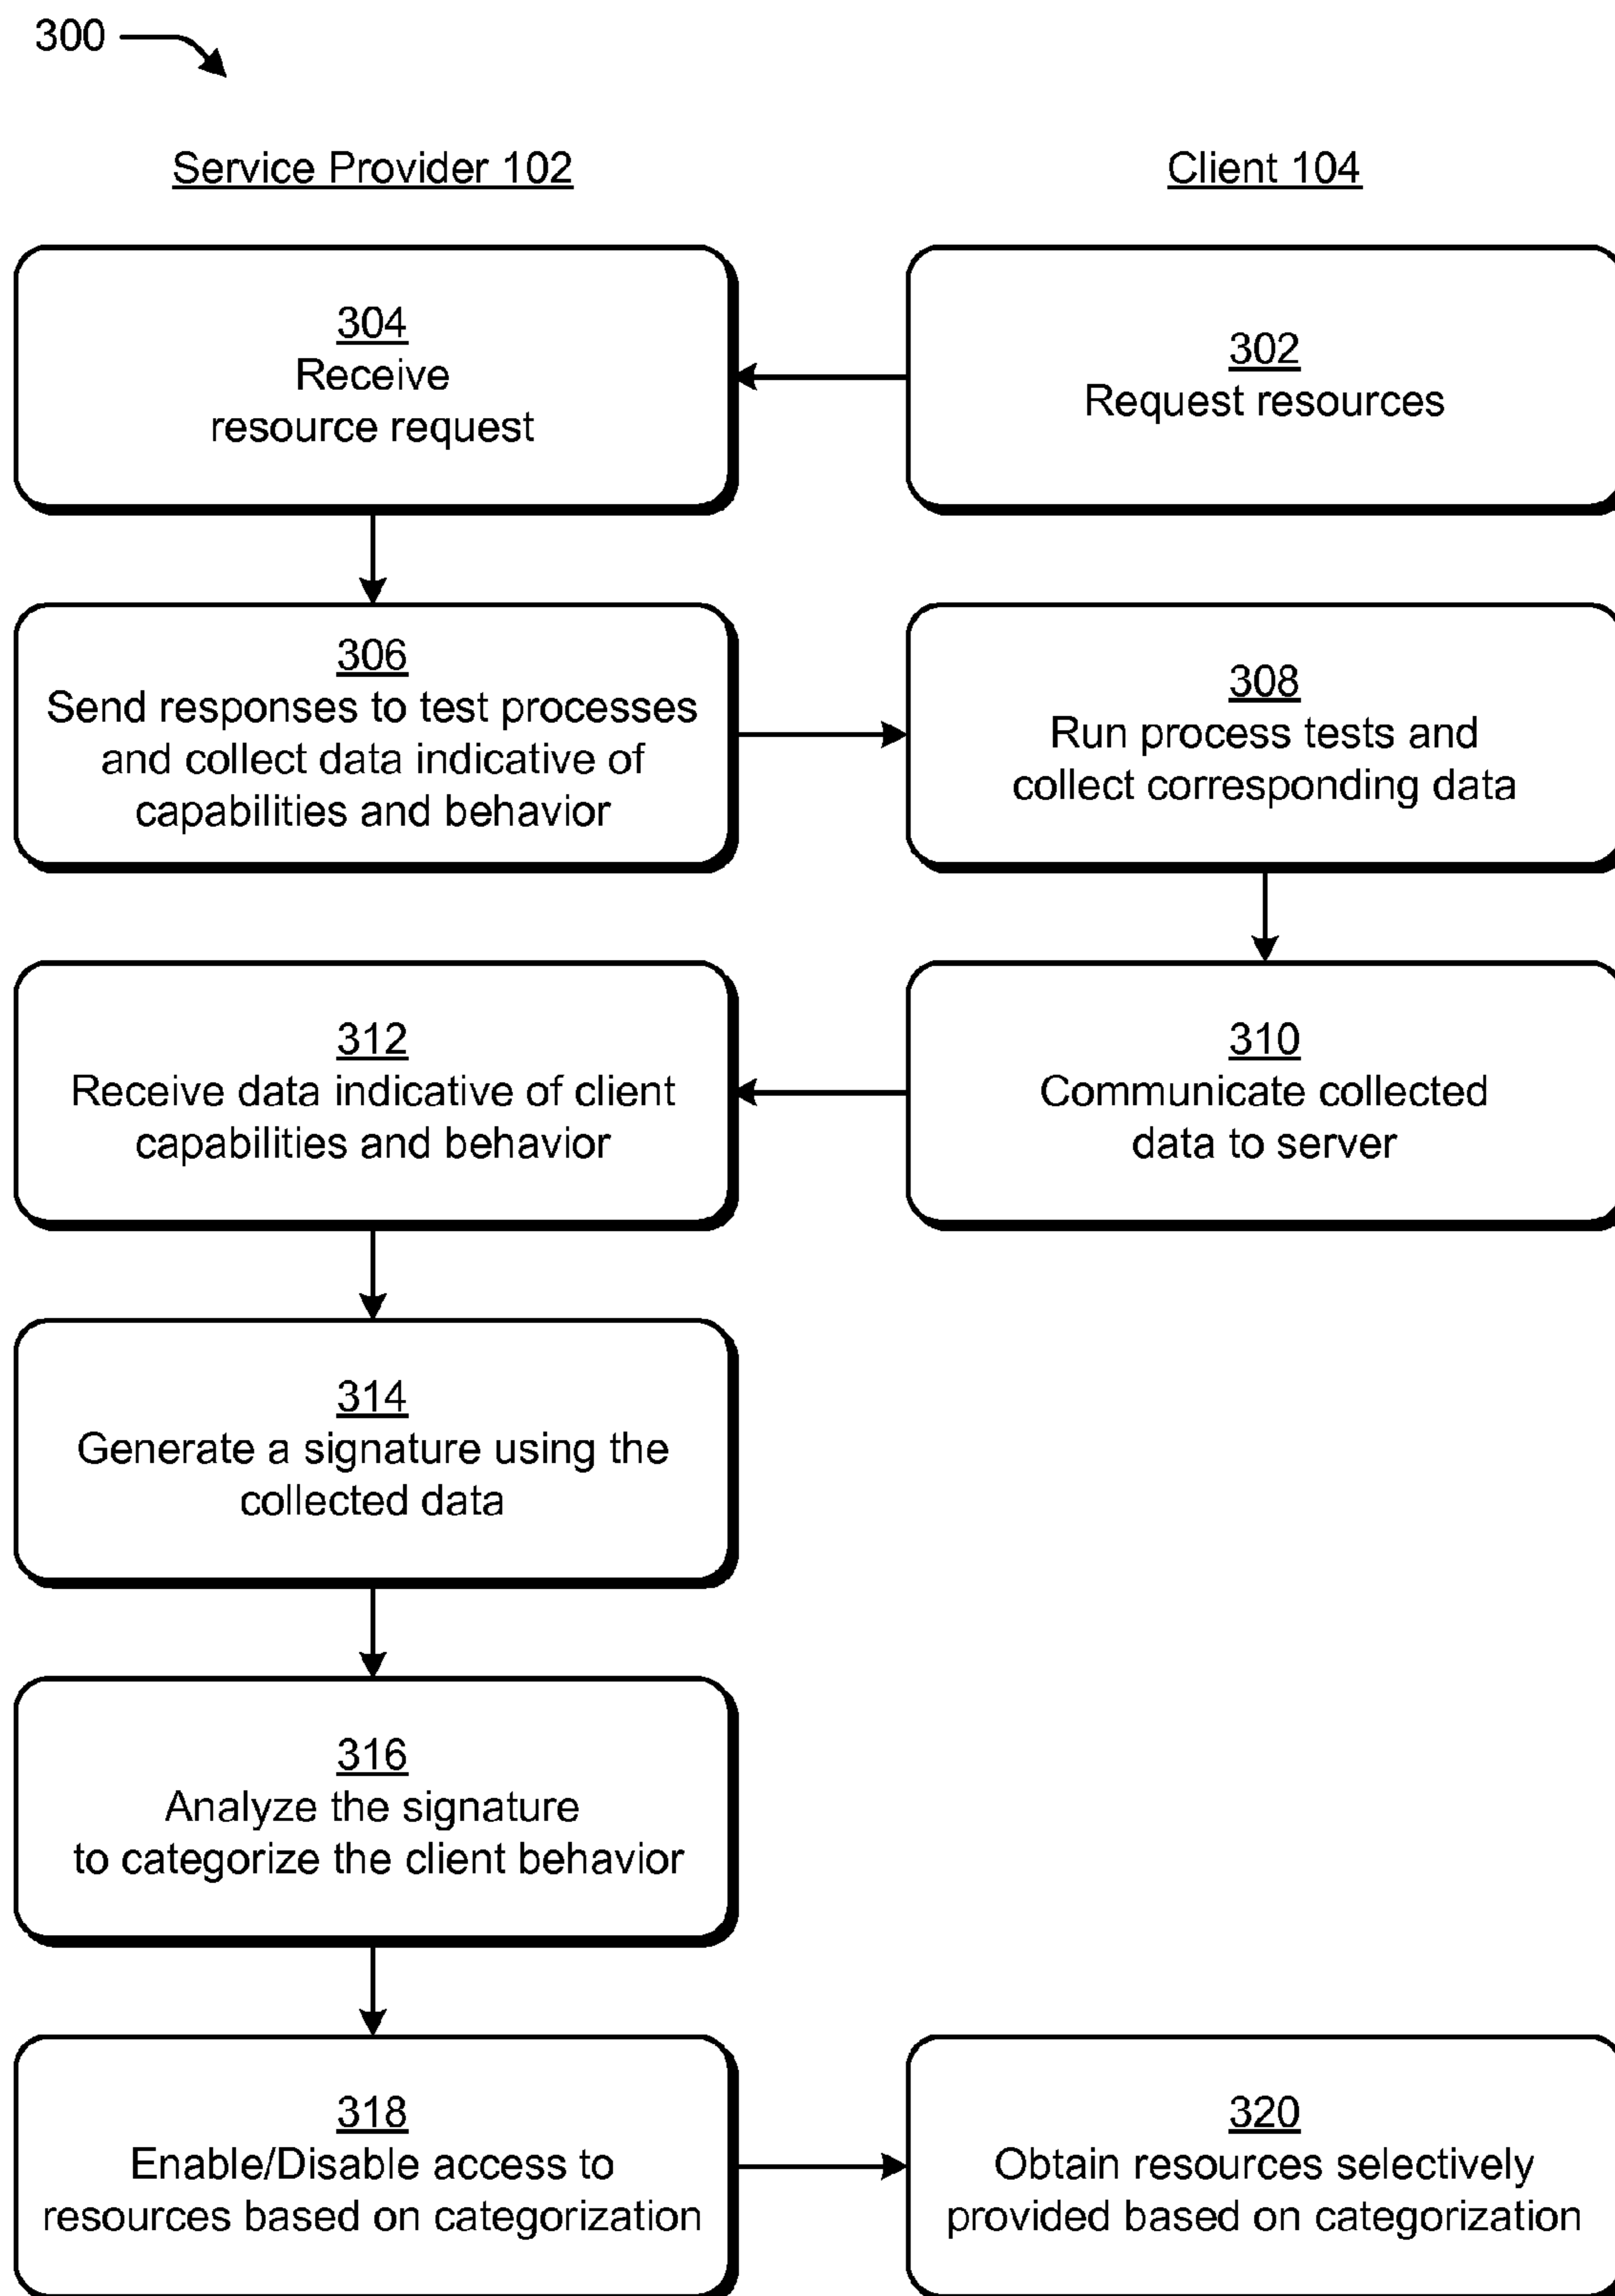 300
Service Provider 102
Client 104
304
Receive
resource request
302
Request resources
306
Send responses to test processes
and collect data indicative of
capabilities and behavior
308
Run process tests and
collect corresponding data
312
Receive data indicative of client
capabilities and behavior
310
Communicate collected
data to server
314
Generate a signature using the
collected data
316
Analyze the signature
to categorize the client behavior
318
Enable/Disable access to
resources based on categorization
320
Obtain resources selectively
provided based on categorization